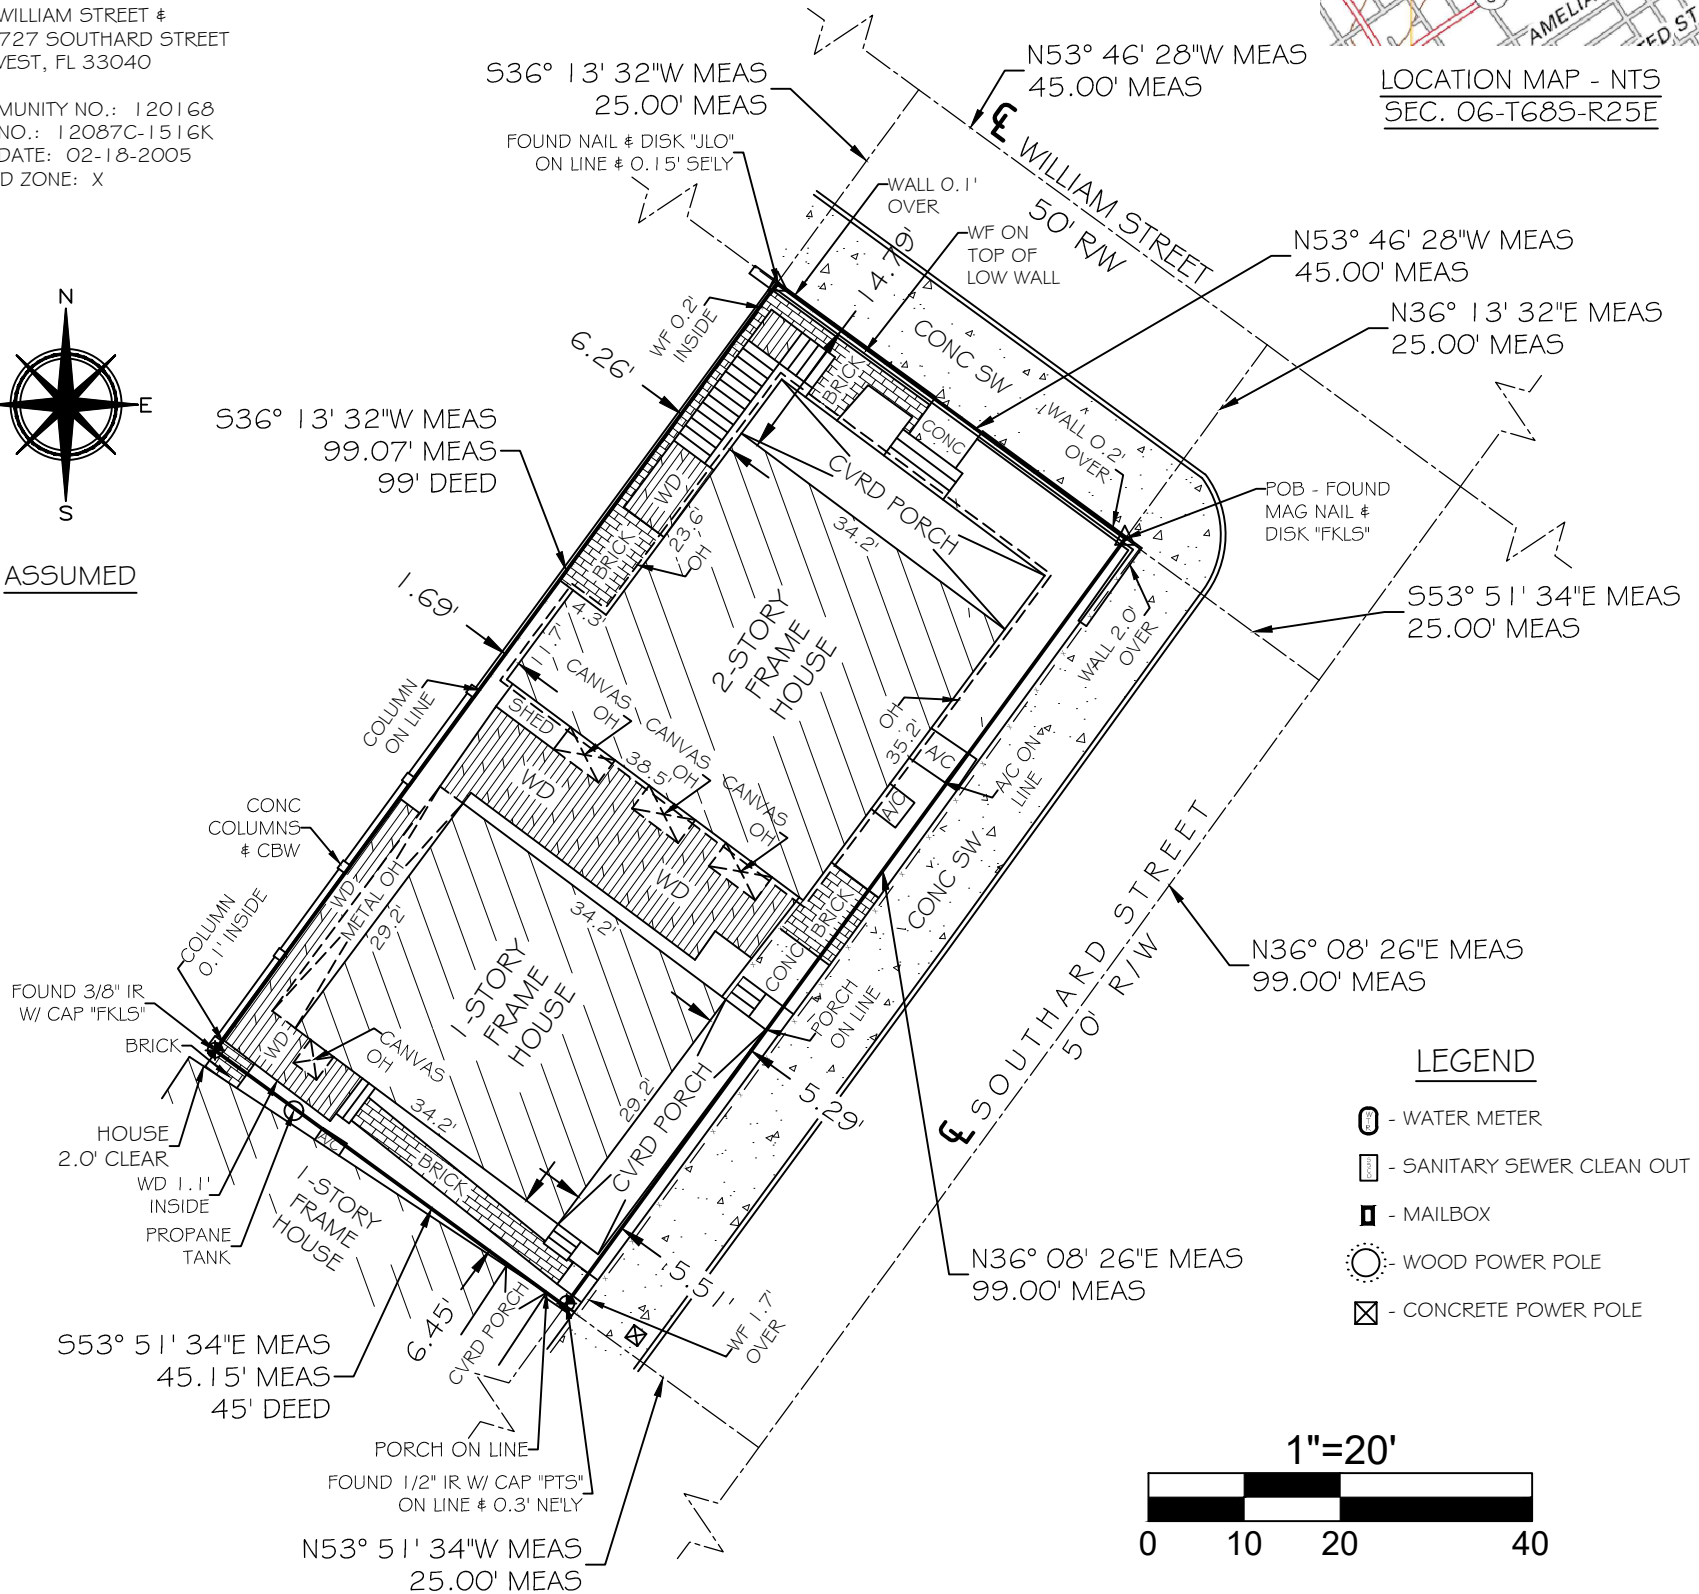 WILLIAM STREET &
727 SOUTHARD STREET
WEST, FL 33040
MUNITY NO.: 120168
NO.: 12087C-1516K
DATE: 02-18-2005
D ZONE: X
N
E
S
ASSUMED
AMELIA
ED ST
LOCATION MAP - NTS
SEC. 06-T68S-R25E
S36° 13' 32"W MEAS
25.00' MEAS
N53° 46' 28"W MEAS
45.00' MEAS
FOUND NAIL & DISK "JLO"
ON LINE & 0.15' SE'LY
WALL 0.1'
OVER
WF ON
TOP OF
LOW WALL
℄ WILLIAM STREET
50' R/W
N53° 46' 28"W MEAS
45.00' MEAS
N36° 13' 32"E MEAS
25.00' MEAS
14.79'
CONC SW
WF 0.2'
INSIDE
6.26'
BRICK
CONC
WALL 0.2'
OVER
CVRD PORCH
34.2'
S36° 13' 32"W MEAS
99.07' MEAS
99' DEED
WD
23.6'
OH
BRICK
POB - FOUND
MAG NAIL &
DISK "FKLS"
S53° 51' 34"E MEAS
25.00' MEAS
1.69'
4.3'
11.7'
2-STORY
FRAME
HOUSE
WALL 2.0'
OVER
COLUMN
ON LINE
CANVAS
OH
SHED
CANVAS
OH
38.5'
CANVAS
OH
OH
35.2'
A/C
A/C
A/C ON
LINE
WD
WD
CONC
COLUMNS
& CBW
WD
METAL OH
29.2'
34.2'
BRICK
CONC
CONC SW
COLUMN
0.1' INSIDE
1-STORY
FRAME
HOUSE
PORCH
ON LINE
℄ SOUTHARD STREET
50' R/W
N36° 08' 26"E MEAS
99.00' MEAS
FOUND 3/8" IR
W/ CAP "FKLS"
BRICK
WD
CANVAS
OH
34.2'
29.2'
CVRD PORCH
5.29'
HOUSE
2.0' CLEAR
WD 1.1'
INSIDE
PROPANE
TANK
A/C
BRICK
1-STORY
FRAME
HOUSE
5.51'
N36° 08' 26"E MEAS
99.00' MEAS
6.45'
CVRD PORCH
WF 1.7'
OVER
S53° 51' 34"E MEAS
45.15' MEAS
45' DEED
PORCH ON LINE
FOUND 1/2" IR W/ CAP "PTS"
ON LINE & 0.3' NE'LY
N53° 51' 34"W MEAS
25.00' MEAS
LEGEND
- WATER METER
- SANITARY SEWER CLEAN OUT
- MAILBOX
- WOOD POWER POLE
- CONCRETE POWER POLE
1"=20'
0 10 20 40